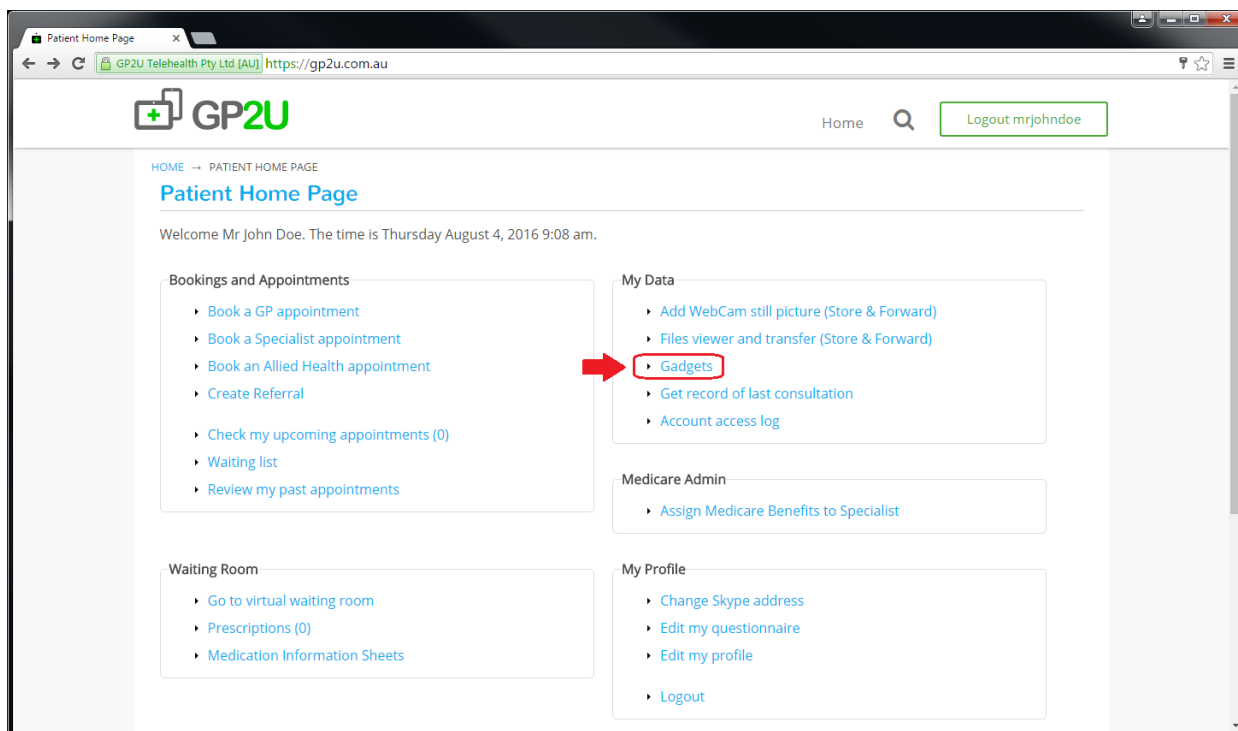 Patient Home Page
GP2U Telehealth Pty Ltd [AU] https://gp2u.com.au
GP2U
Home
Logout mrjohndoe
HOME → PATIENT HOME PAGE
Patient Home Page
Welcome Mr John Doe. The time is Thursday August 4, 2016 9:08 am.
Bookings and Appointments
Book a GP appointment
Book a Specialist appointment
Book an Allied Health appointment
Create Referral
Check my upcoming appointments (0)
Waiting list
Review my past appointments
My Data
Add WebCam still picture (Store & Forward)
Files viewer and transfer (Store & Forward)
Gadgets
Get record of last consultation
Account access log
Medicare Admin
Assign Medicare Benefits to Specialist
Waiting Room
Go to virtual waiting room
Prescriptions (0)
Medication Information Sheets
My Profile
Change Skype address
Edit my questionnaire
Edit my profile
Logout